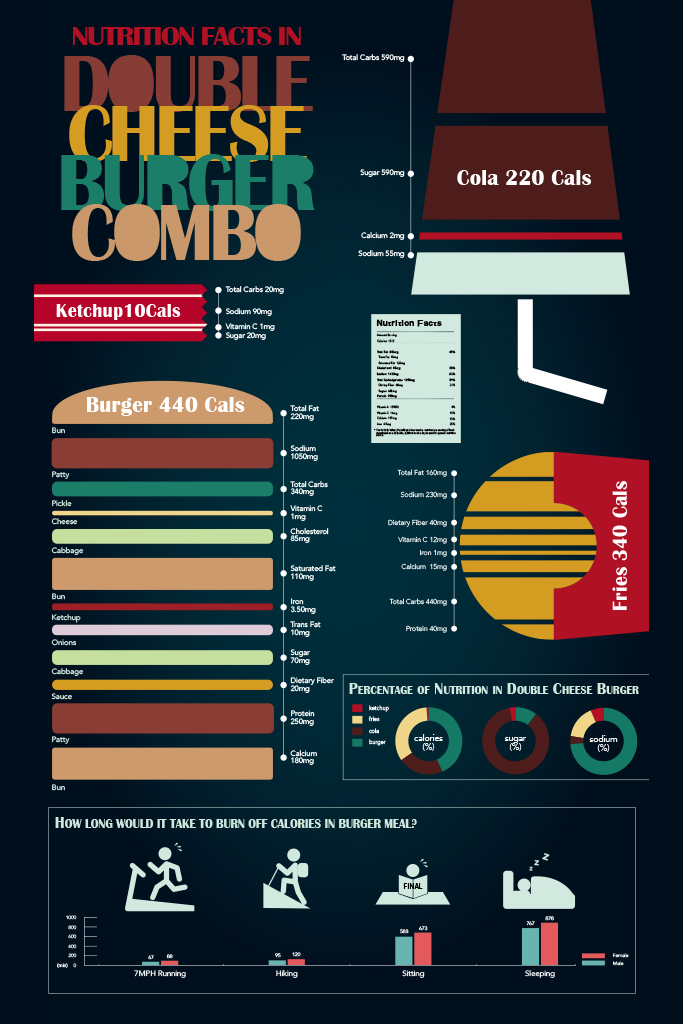 NUTRITION FACTS IN
DOUBLE
CHEESE
BURGER
COMBO
Total Carbs 590mg
Sugar 590mg
Calcium 2mg
Sodium 55mg
Cola 220 Cals
Ketchup10Cals
Total Carbs 20mg
Sodium 90mg
Vitamin C 1mg
Sugar 20mg
Nutrition Facts
Burger 440 Cals
Bun
Patty
Pickle
Cheese
Cabbage
Bun
Ketchup
Onions
Cabbage
Sauce
Patty
Bun
Total Fat
220mg
Sodium
1050mg
Total Carbs
340mg
Vitamin C
1mg
Cholesterol
85mg
Saturated Fat
110mg
Iron
3.50mg
Trans Fat
10mg
Sugar
70mg
Dietary Fiber
20mg
Protein
250mg
Calcium
180mg
Total Fat 160mg
Sodium 230mg
Dietary Fiber 40mg
Vitamin C 12mg
Iron 1mg
Calcium 15mg
Total Carbs 440mg
Protein 40mg
Fries 340 Cals
PERCENTAGE OF NUTRITION IN DOUBLE CHEESE BURGER
ketchup
fries
cola
burger
calories
(%)
sugar
(%)
sodium
(%)
HOW LONG WOULD IT TAKE TO BURN OFF CALORIES IN BURGER MEAL?
FINAL
z z z
1000
800
600
400
200
(min) 0
67 88
95 120
588 673
767 878
7MPH Running
Hiking
Sitting
Sleeping
Female
Male